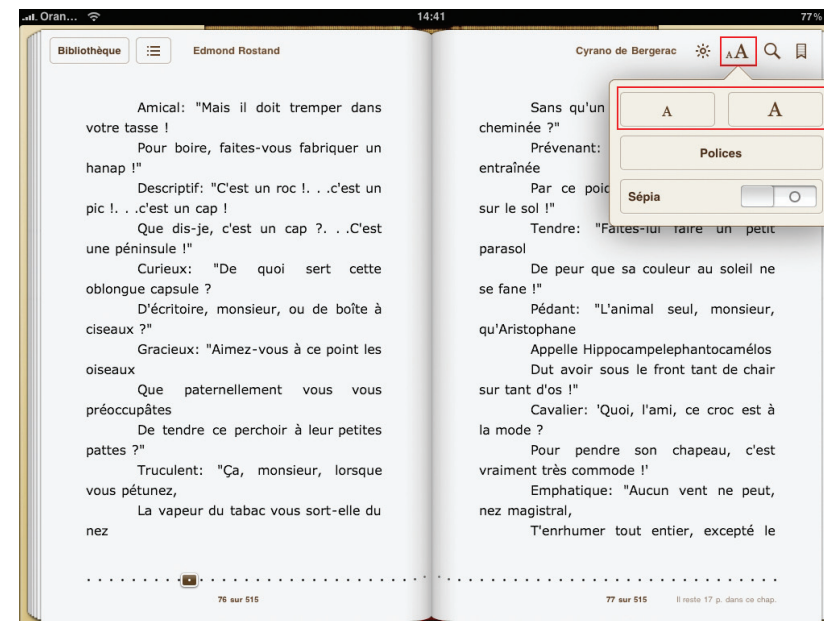 Oran... 14:41 77%
Bibliothèque Edmond Rostand
Cyrano de Bergerac AA
Amical: "Mais il doit tremper dans
votre tasse !
Pour boire, faites-vous fabriquer un
hanap !"
Descriptif: "C'est un roc !. . .c'est un
pic !. . .c'est un cap !
Que dis-je, c'est un cap ?. . .C'est
une péninsule !"
Curieux: "De quoi sert cette
oblongue capsule ?
D'écritoire, monsieur, ou de boîte à
ciseaux ?"
Gracieux: "Aimez-vous à ce point les
oiseaux
Que paternellement vous vous
préoccupâtes
De tendre ce perchoir à leur petites
pattes ?"
Truculent: "Ça, monsieur, lorsque
vous pétunez,
La vapeur du tabac vous sort-elle du
nez
76 sur 515
Sans qu'un
cheminée ?"
Prévenant:
entraînée
Par ce poid
sur le sol !"
Tendre: "Faites-lui faire un petit
parasol
De peur que sa couleur au soleil ne
se fane !"
Pédant: "L'animal seul, monsieur,
qu'Aristophane
Appelle Hippocampelephantocamélos
Dut avoir sous le front tant de chair
sur tant d'os !"
Cavalier: 'Quoi, l'ami, ce croc est à
la mode ?
Pour pendre son chapeau, c'est
vraiment très commode !'
Emphatique: "Aucun vent ne peut,
nez magistral,
T'enrhumer tout entier, excepté le
77 sur 515 Il reste 17 p. dans ce chap.
A A
Polices
Sépia